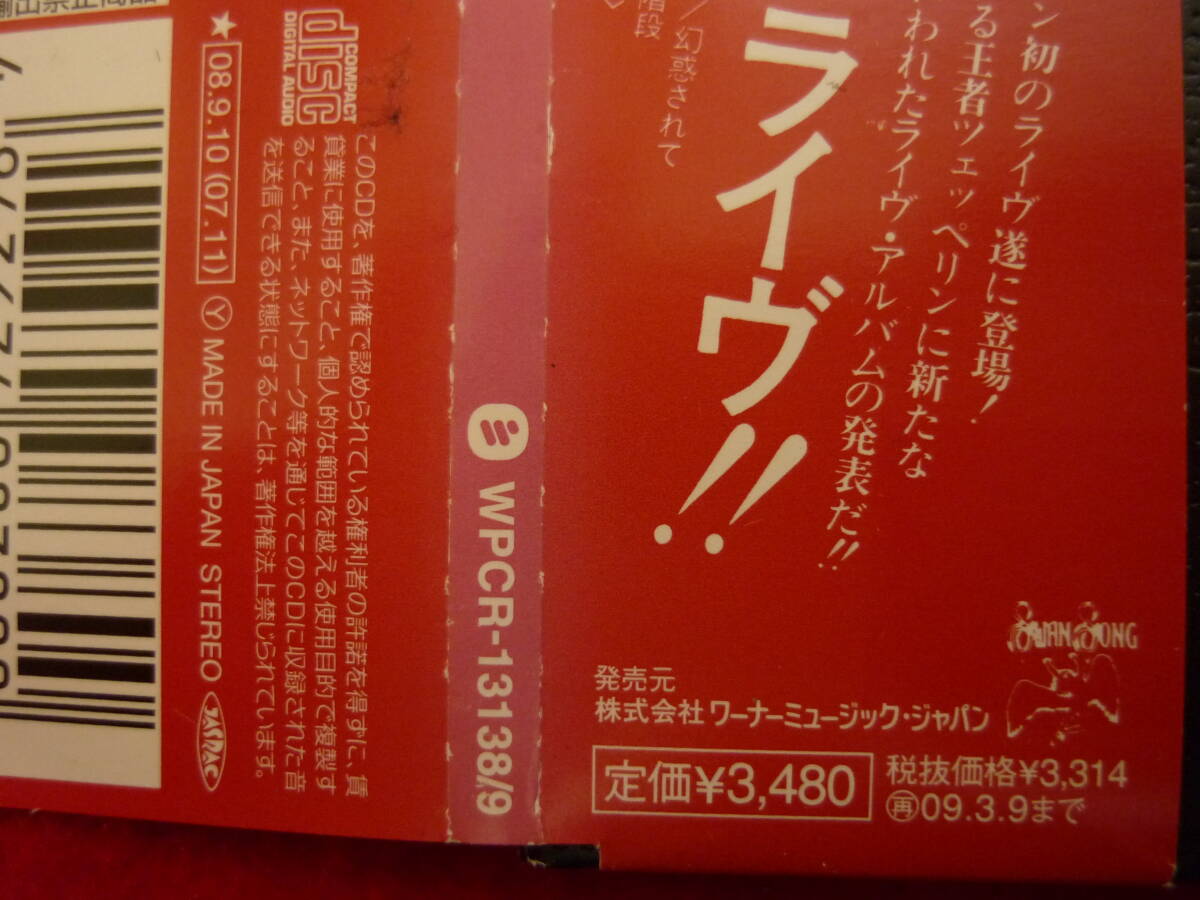 ン初のライヴ遂に登場！
る王者ツェッペリンに新たな
われたライヴ・アルバムの発表だ!!
ライヴ!!
／幻惑されて
階段
SWAN SONG
発売元
株式会社 ワーナーミュージック・ジャパン
定価¥3,480
税抜価格¥3,314
再09.3.9まで
WPCR-13138/9
COMPACT
disc
DIGITAL AUDIO
このCDを、著作権で認められている権利者の許諾を得ずに、賃
貸業に使用すること、個人的な範囲を越える使用目的で複製す
ること、また、ネットワーク等を通じてこのCDに収録された音
を送信できる状態にすることは、著作権法上禁じられています。
★ 08.9.10 (07.11) Ⓨ MADE IN JAPAN STEREO JASRAC
輸出禁止商品